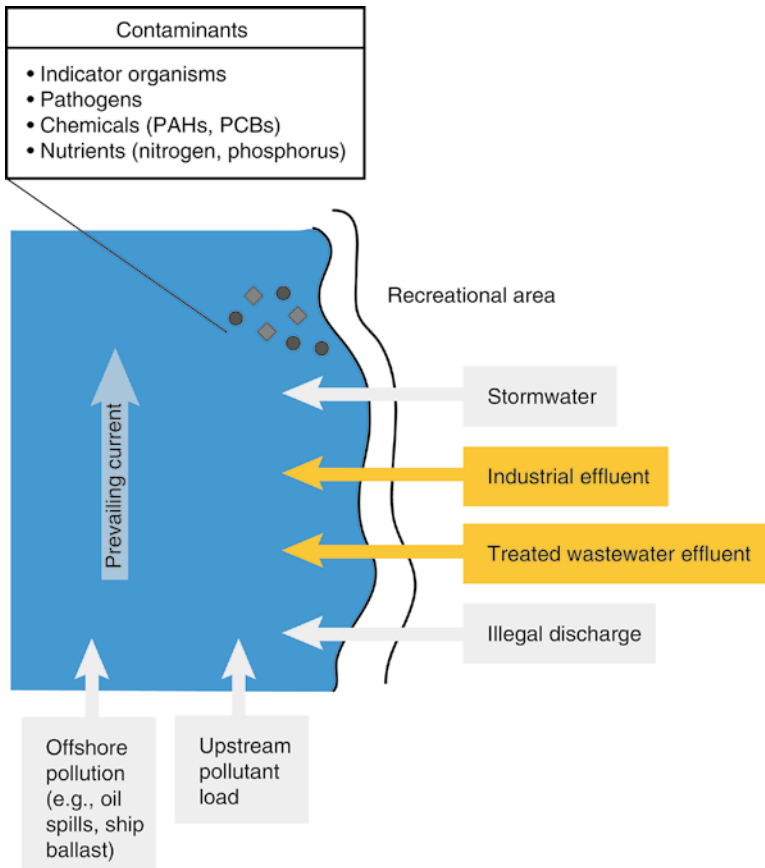 Contaminants
• Indicator organisms
• Pathogens
• Chemicals (PAHs, PCBs)
• Nutrients (nitrogen, phosphorus)
Recreational area
Stormwater
Prevailing current
Industrial effluent
Treated wastewater effluent
Illegal discharge
Offshore
pollution
(e.g., oil
spills, ship
ballast)
Upstream
pollutant
load